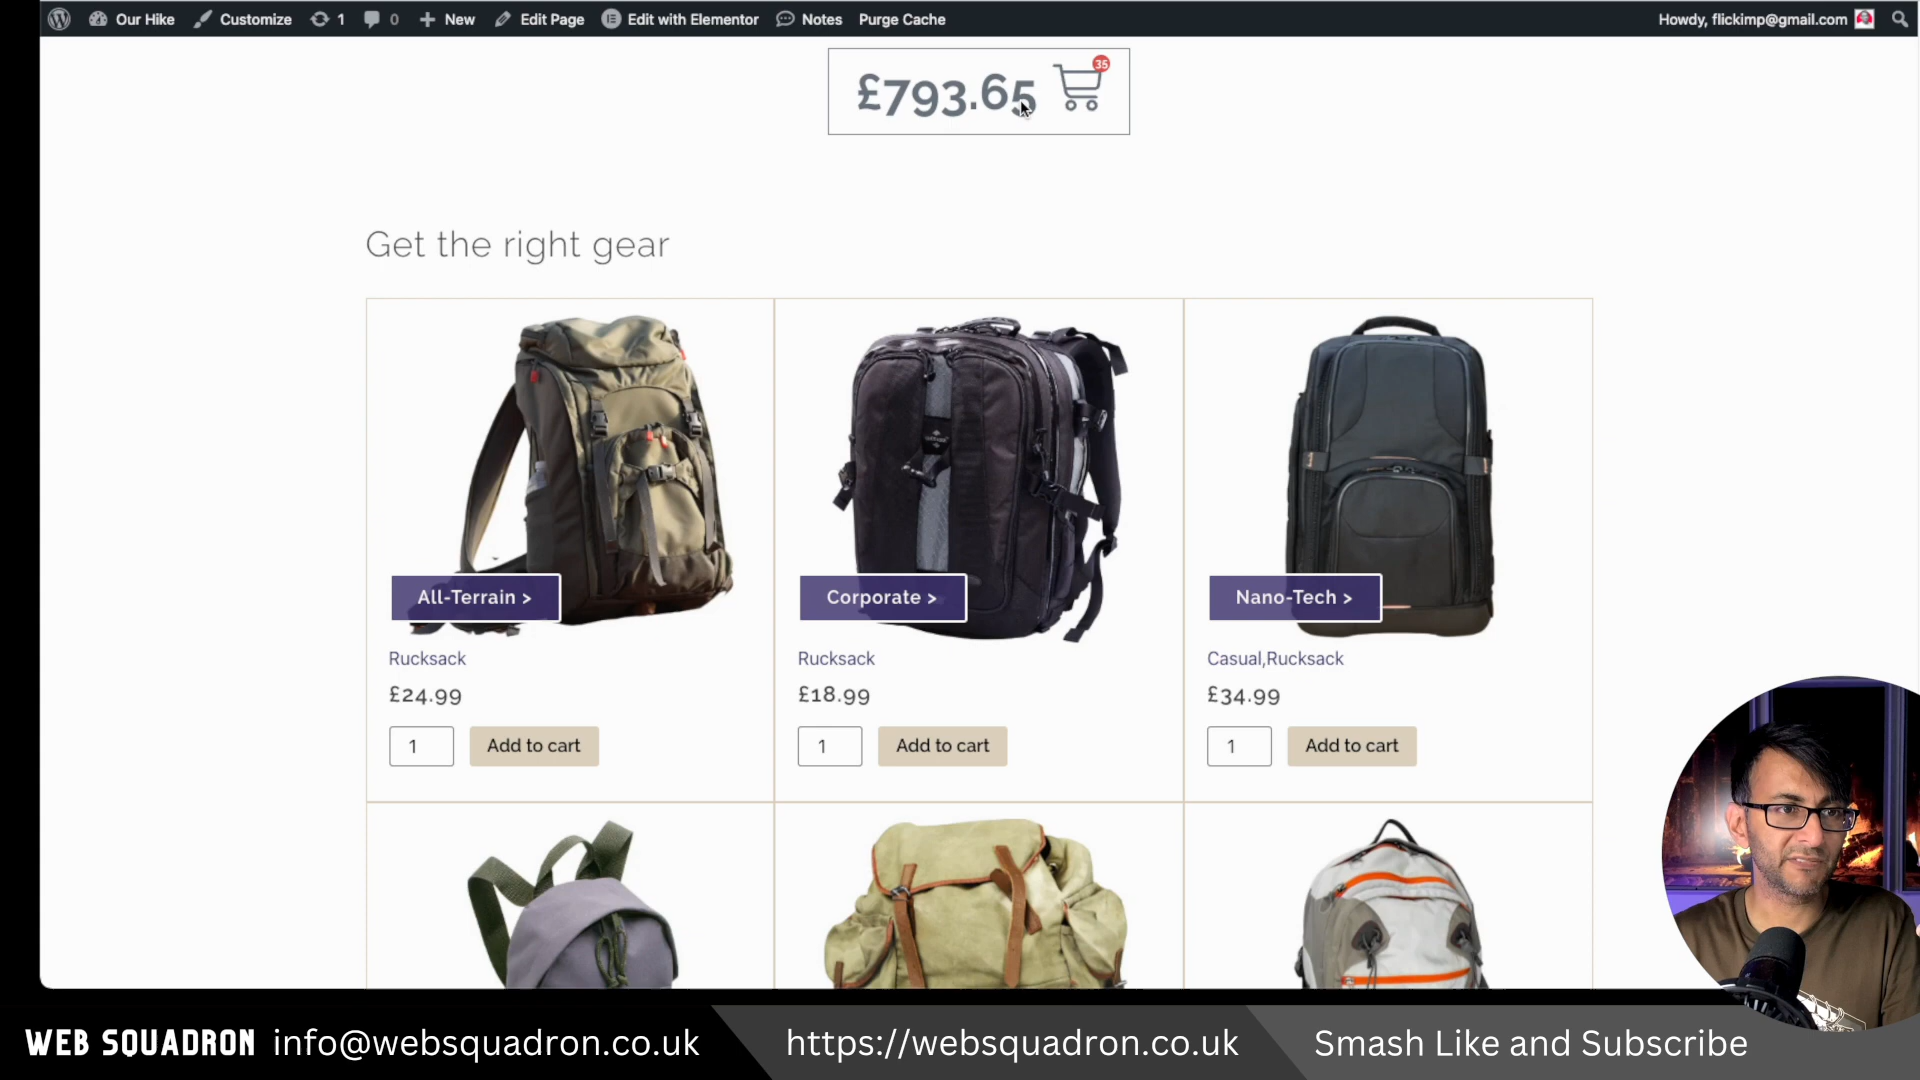 Our Hike Customize 1 0 New Edit Page Edit with Elementor Notes Purge Cache Howdy, flickimp@gmail.com
£793.65 35
Get the right gear
All-Terrain > Corporate > Nano-Tech >
Rucksack Rucksack Casual,Rucksack
£24.99 £18.99 £34.99
1 Add to cart 1 Add to cart 1 Add to cart
WEB SQUADRON info@websquadron.co.uk https://websquadron.co.uk Smash Like and Subscribe